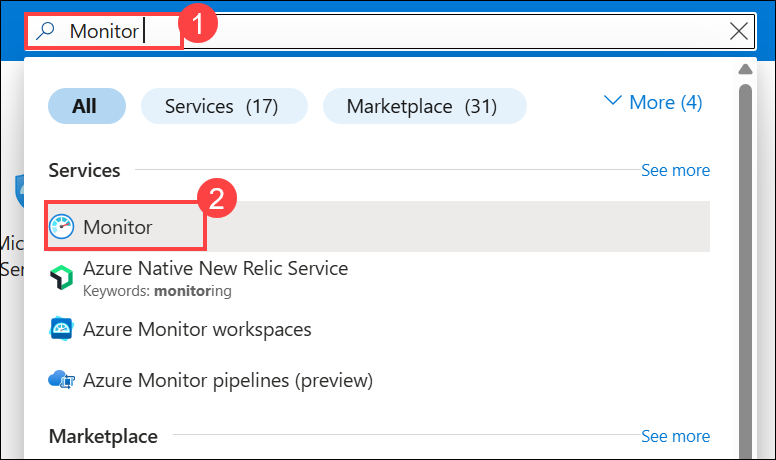 Monitor
1
All
Services (17)
Marketplace (31)
More (4)
Services
See more
2
Monitor
Mic
Ser
Azure Native New Relic Service
Keywords: monitoring
Azure Monitor workspaces
Azure Monitor pipelines (preview)
Marketplace
See more